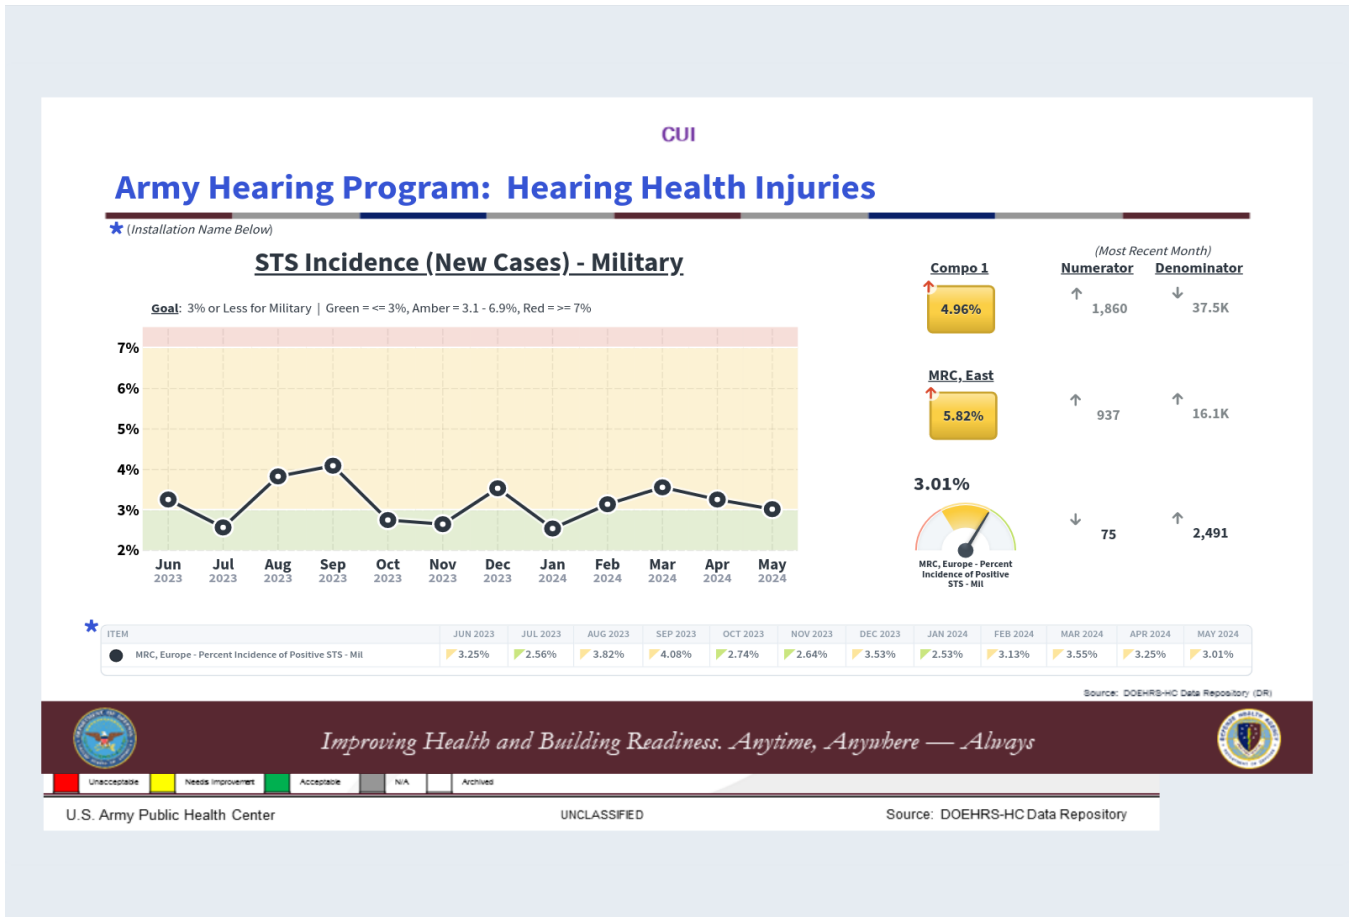 CUI
Army Hearing Program:  Hearing Health Injuries
* (Installation Name Below)
STS Incidence (New Cases) - Military
Goal:  3% or Less for Military  |  Green = <= 3%, Amber = 3.1 - 6.9%, Red = >= 7%
7%
6%
5%
4%
3%
2%
Jun Jul Aug Sep Oct Nov Dec Jan Feb Mar Apr May
2023 2023 2023 2023 2023 2023 2023 2024 2024 2024 2024 2024
(Most Recent Month)
Compo 1 Numerator Denominator
4.96% 1,860 37.5K
MRC, East
5.82% 937 16.1K
3.01%
75 2,491
MRC, Europe - Percent
Incidence of Positive
STS - Mil
*
ITEM JUN 2023 JUL 2023 AUG 2023 SEP 2023 OCT 2023 NOV 2023 DEC 2023 JAN 2024 FEB 2024 MAR 2024 APR 2024 MAY 2024
MRC, Europe - Percent Incidence of Positive STS - Mil 3.25% 2.56% 3.82% 4.08% 2.74% 2.64% 3.53% 2.53% 3.13% 3.55% 3.25% 3.01%
Source:  DOEHRS-HC Data Repository (DR)
Improving Health and Building Readiness. Anytime, Anywhere — Always
Unacceptable Needs Improvement Acceptable N/A Archived
U.S. Army Public Health Center UNCLASSIFIED Source:  DOEHRS-HC Data Repository